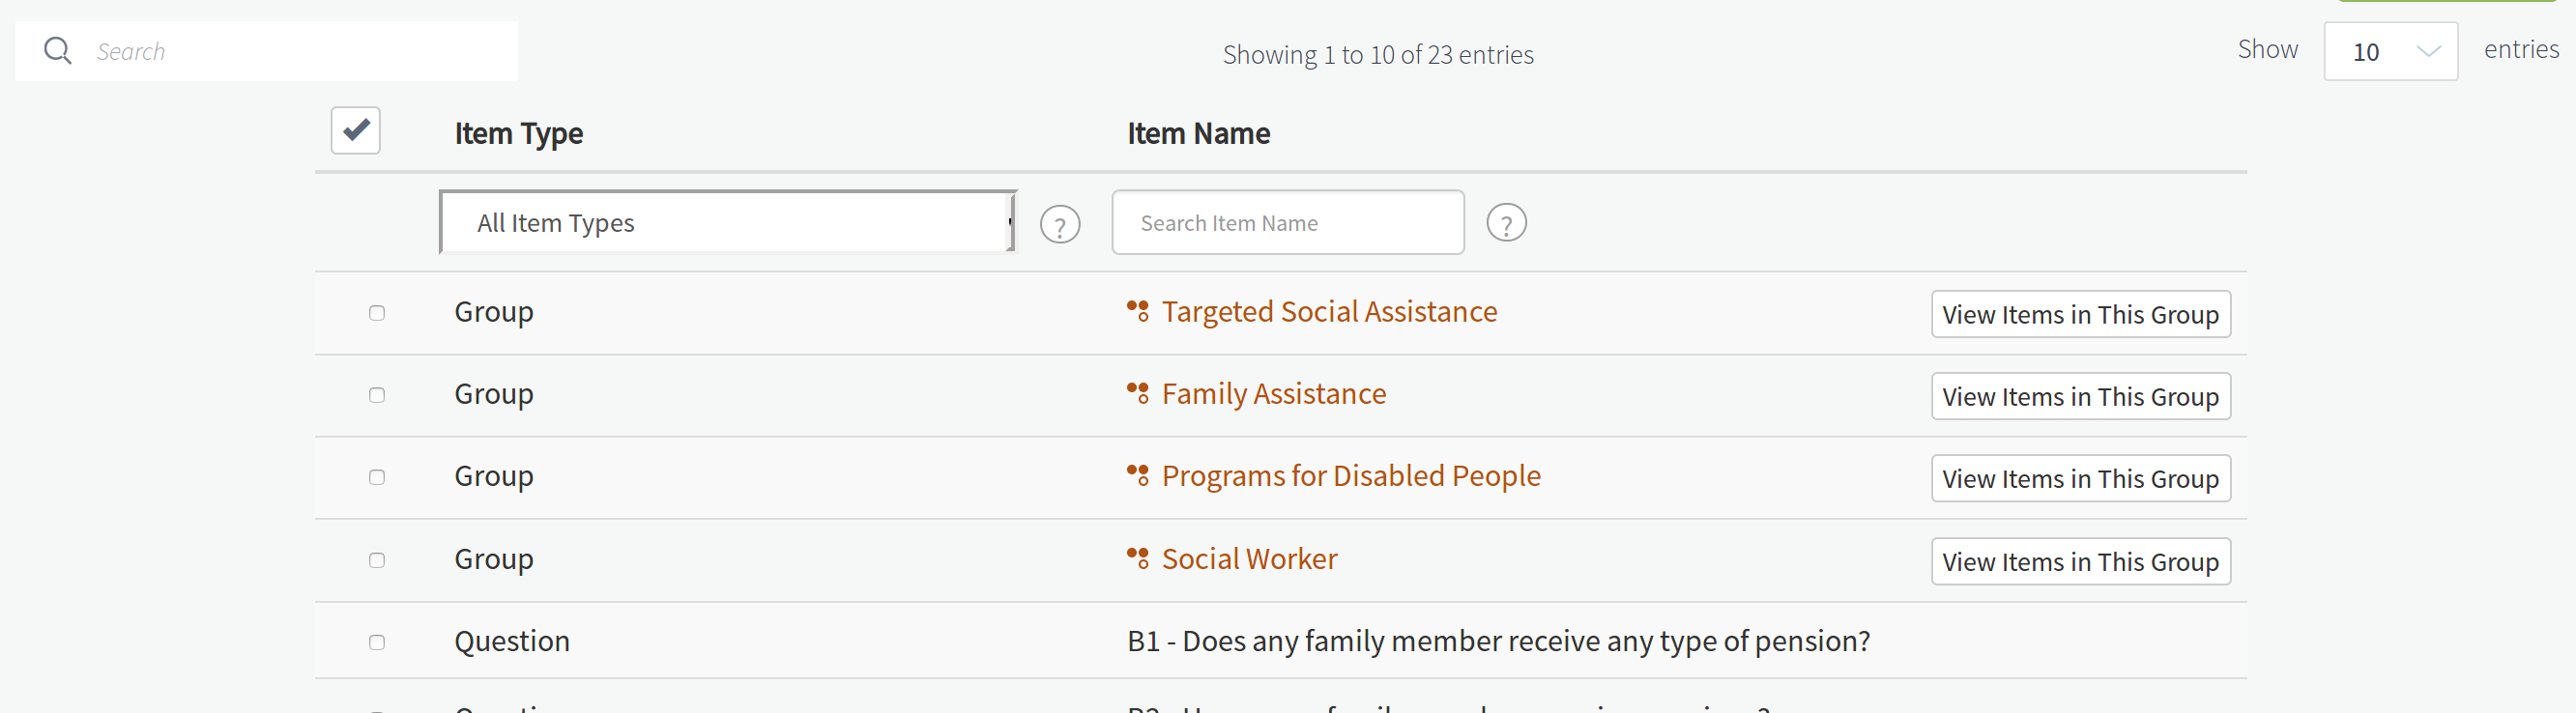 Search
Showing 1 to 10 of 23 entries
Show 10 entries
Item Type Item Name
All Item Types ? Search Item Name ?
Group Targeted Social Assistance View Items in This Group
Group Family Assistance View Items in This Group
Group Programs for Disabled People View Items in This Group
Group Social Worker View Items in This Group
Question B1 - Does any family member receive any type of pension?